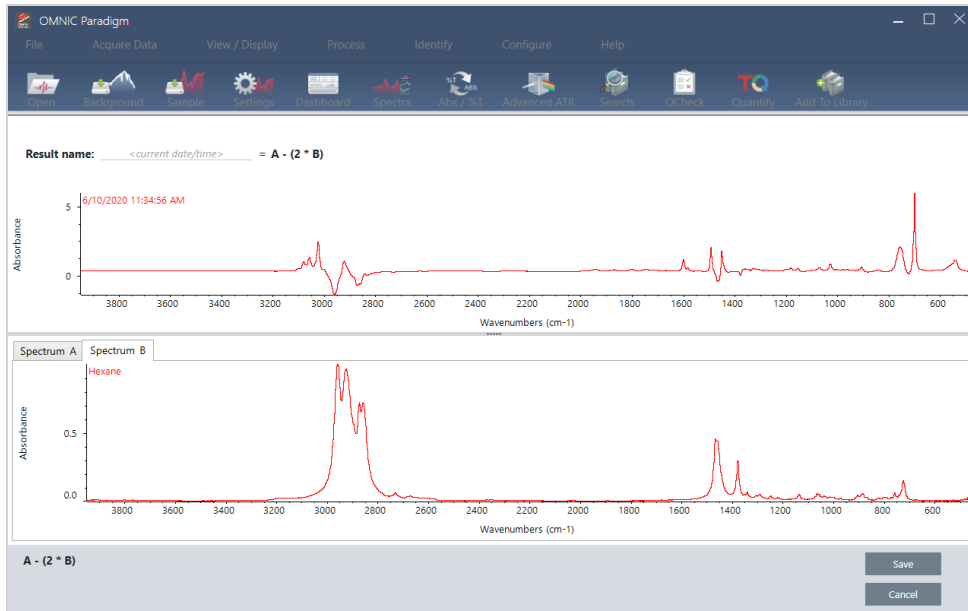 OMNIC Paradigm
File Acquire Data View / Display Process Identify Configure Help
Open Background Sample Settings Dashboard Spectra Abs / %T Advanced ATR Search QCheck Quantify Add To Library
%T ABS TQ
Result name: <current date/time> = A - (2 * B)
6/10/2020 11:34:56 AM
Absorbance
5
0
3800 3600 3400 3200 3000 2800 2600 2400 2200 2000 1800 1600 1400 1200 1000 800 600
Wavenumbers (cm-1)
Spectrum A Spectrum B
Hexane
Absorbance
0.5
0.0
3800 3600 3400 3200 3000 2800 2600 2400 2200 2000 1800 1600 1400 1200 1000 800 600
Wavenumbers (cm-1)
A - (2 * B)
Save
Cancel